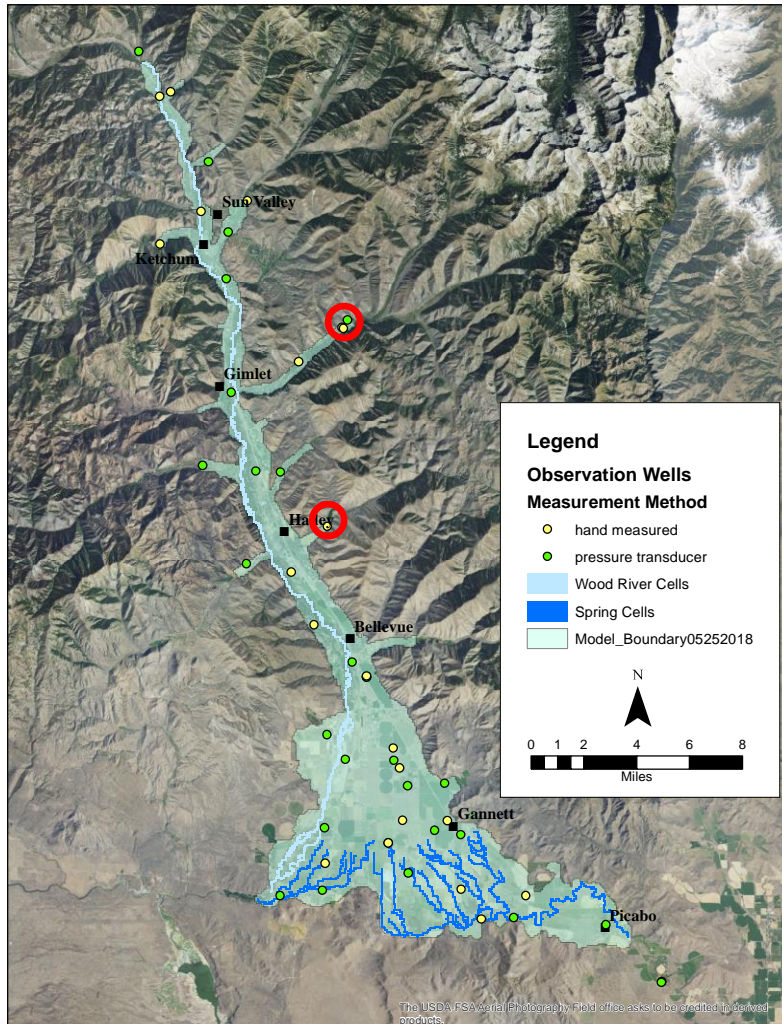 Sun Valley
Ketchum
Gimlet
Hailey
Bellevue
Gannett
Picabo
Legend
Observation Wells
Measurement Method
hand measured
pressure transducer
Wood River Cells
Spring Cells
Model_Boundary05252018
N
0 1 2 4 6 8
Miles
The USDA-FSA Aerial Photography Field office asks to be credited in derived
products.